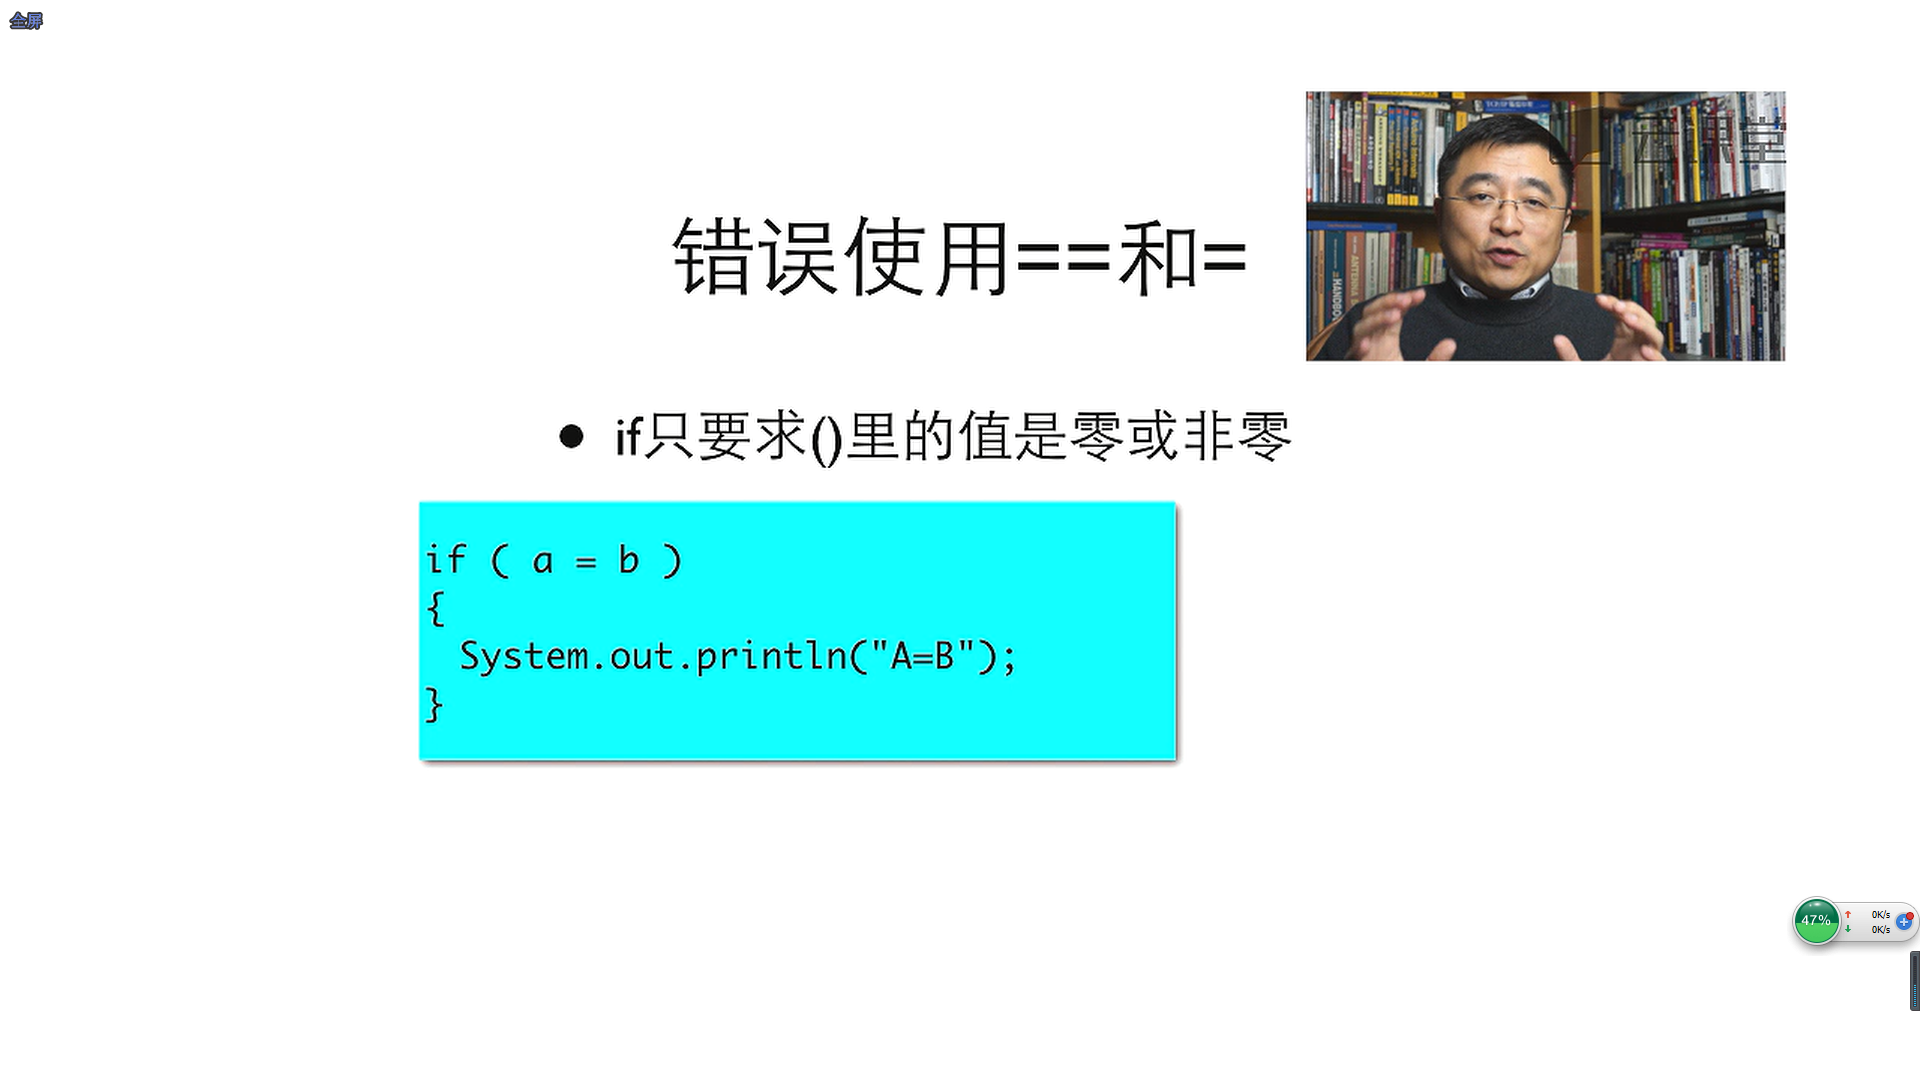 全屏
错误使用==和=
• if只要求()里的值是零或非零
if ( a = b )
{
System.out.println("A=B");
}
47%
0K/s
0K/s